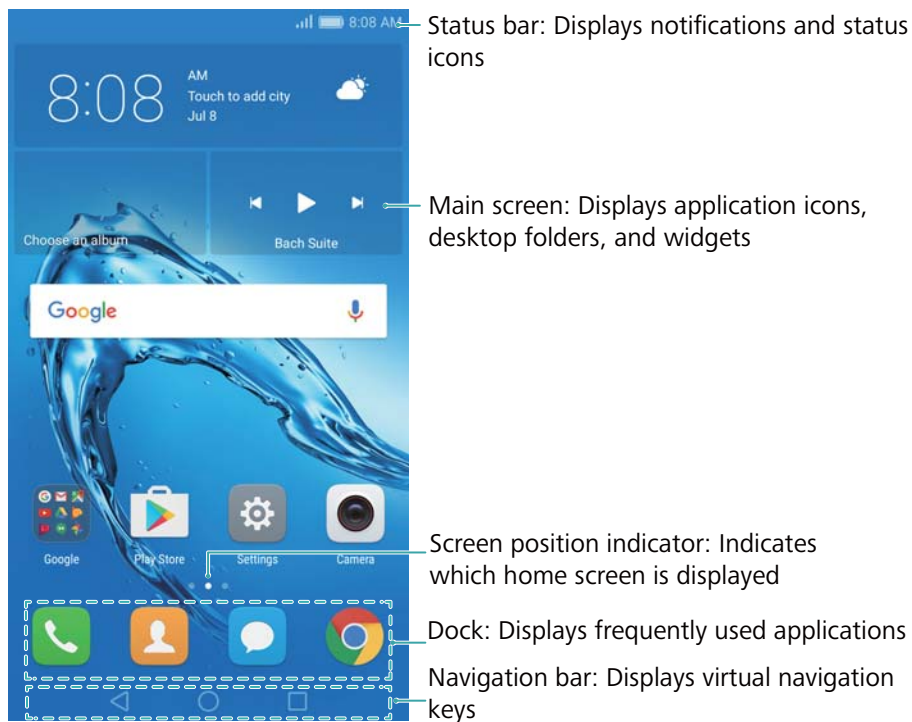 8:08 AM
Status bar: Displays notifications and status
icons
8:08
AM
Touch to add city
Jul 8
Main screen: Displays application icons,
desktop folders, and widgets
Choose an album
Bach Suite
Google
Google
Play Store
Settings
Camera
Screen position indicator: Indicates
which home screen is displayed
Dock: Displays frequently used applications
Navigation bar: Displays virtual navigation
keys